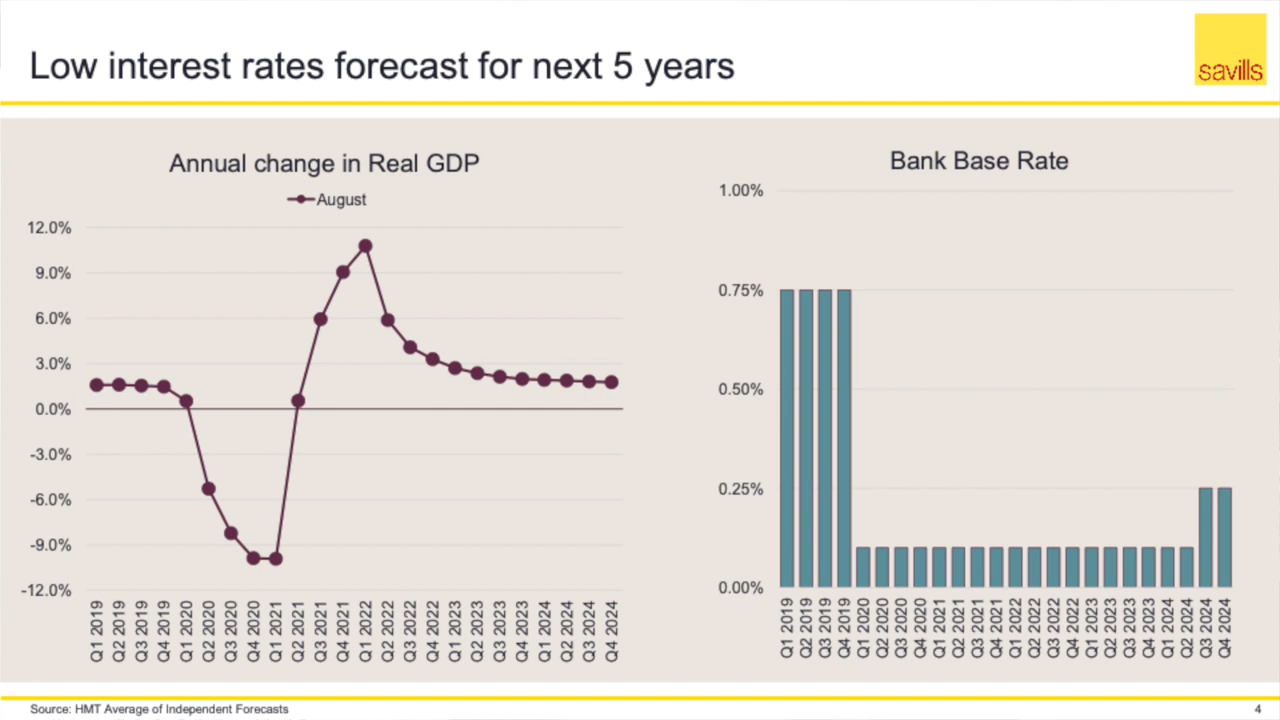 Low interest rates forecast for next 5 years
savills
Annual change in Real GDP
August
12.0%
9.0%
6.0%
3.0%
0.0%
-3.0%
-6.0%
-9.0%
-12.0%
Q1 2019
Q2 2019
Q3 2019
Q4 2019
Q1 2020
Q2 2020
Q3 2020
Q4 2020
Q1 2021
Q2 2021
Q3 2021
Q4 2021
Q1 2022
Q2 2022
Q3 2022
Q4 2022
Q1 2023
Q2 2023
Q3 2023
Q4 2023
Q1 2024
Q2 2024
Q3 2024
Q4 2024
Bank Base Rate
1.00%
0.75%
0.50%
0.25%
0.00%
Q1 2019
Q2 2019
Q3 2019
Q4 2019
Q1 2020
Q2 2020
Q3 2020
Q4 2020
Q1 2021
Q2 2021
Q3 2021
Q4 2021
Q1 2022
Q2 2022
Q3 2022
Q4 2022
Q1 2023
Q2 2023
Q3 2023
Q4 2023
Q1 2024
Q2 2024
Q3 2024
Q4 2024
Source: HMT Average of Independent Forecasts
4